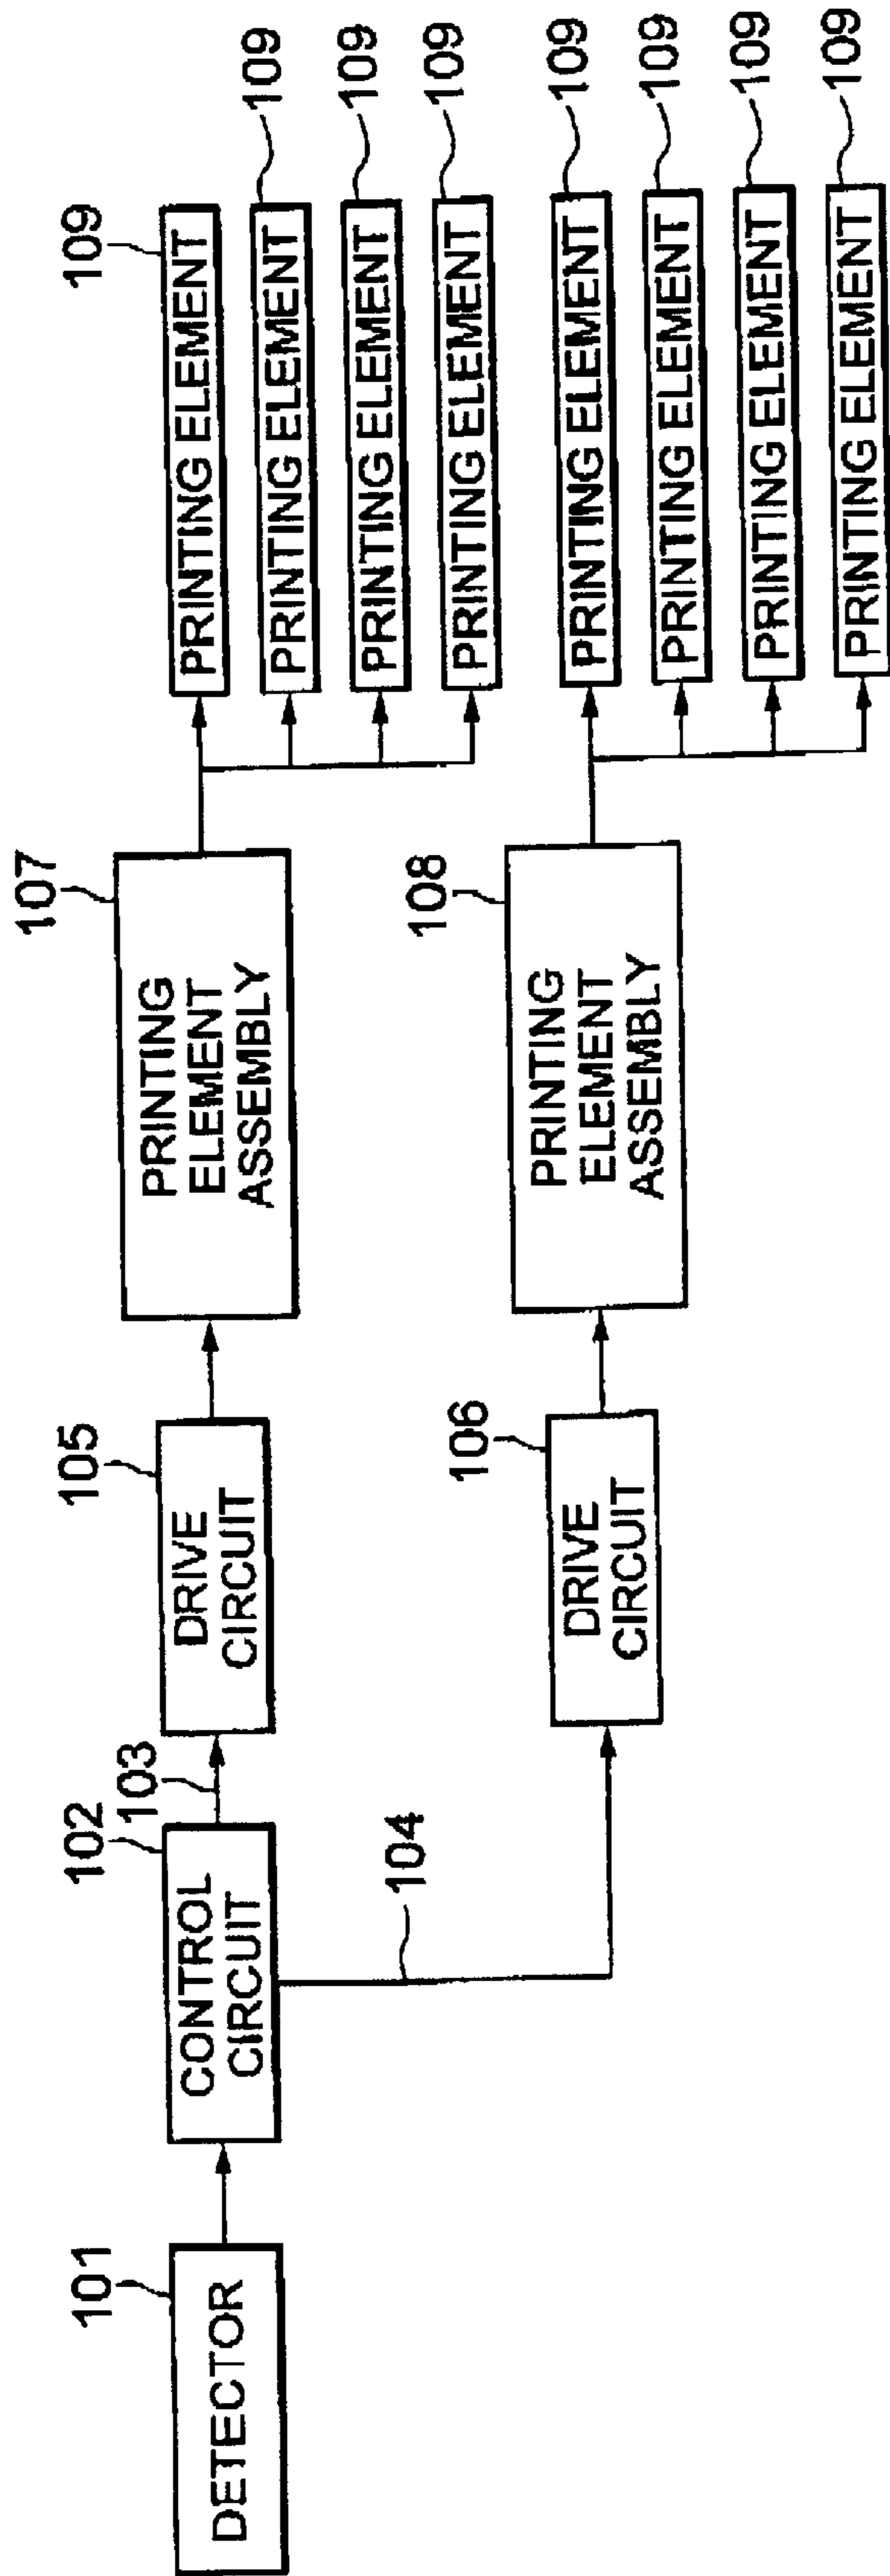 101
DETECTOR
102
CONTROL
CIRCUIT
103
104
105
DRIVE
CIRCUIT
106
DRIVE
CIRCUIT
107
PRINTING
ELEMENT
ASSEMBLY
108
PRINTING
ELEMENT
ASSEMBLY
109
PRINTING ELEMENT
109
PRINTING ELEMENT
109
PRINTING ELEMENT
109
PRINTING ELEMENT
109
PRINTING ELEMENT
109
PRINTING ELEMENT
109
PRINTING ELEMENT
109
PRINTING ELEMENT